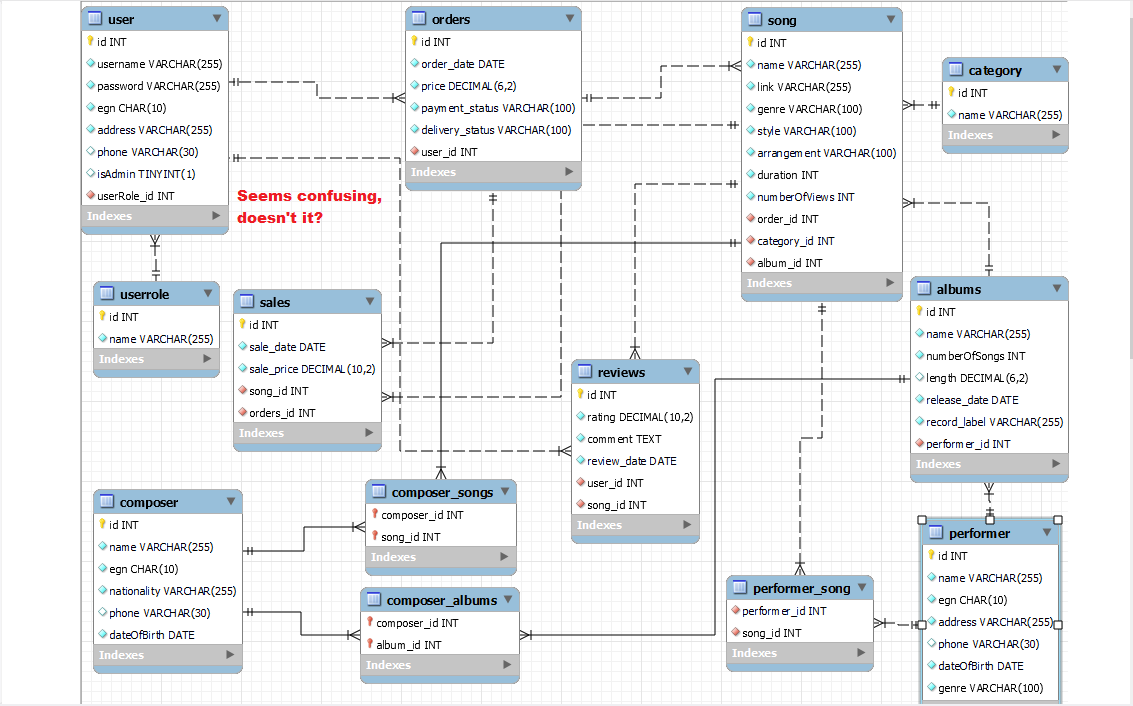 user
id INT
username VARCHAR(255)
password VARCHAR(255)
egn CHAR(10)
address VARCHAR(255)
phone VARCHAR(30)
isAdmin TINYINT(1)
userRole_id INT
Indexes
orders
id INT
order_date DATE
price DECIMAL(6,2)
payment_status VARCHAR(100)
delivery_status VARCHAR(100)
user_id INT
Indexes
song
id INT
name VARCHAR(255)
link VARCHAR(255)
genre VARCHAR(100)
style VARCHAR(100)
arrangement VARCHAR(100)
duration INT
numberOfViews INT
order_id INT
category_id INT
album_id INT
Indexes
category
id INT
name VARCHAR(255)
Indexes
Seems confusing,
doesn't it?
userrole
id INT
name VARCHAR(255)
Indexes
sales
id INT
sale_date DATE
sale_price DECIMAL(10,2)
song_id INT
orders_id INT
Indexes
reviews
id INT
rating DECIMAL(10,2)
comment TEXT
review_date DATE
user_id INT
song_id INT
Indexes
albums
id INT
name VARCHAR(255)
numberOfSongs INT
length DECIMAL(6,2)
release_date DATE
record_label VARCHAR(255)
performer_id INT
Indexes
composer
id INT
name VARCHAR(255)
egn CHAR(10)
nationality VARCHAR(255)
phone VARCHAR(30)
dateOfBirth DATE
Indexes
composer_songs
composer_id INT
song_id INT
Indexes
composer_albums
composer_id INT
album_id INT
Indexes
performer_song
performer_id INT
song_id INT
Indexes
performer
id INT
name VARCHAR(255)
egn CHAR(10)
address VARCHAR(255)
phone VARCHAR(30)
dateOfBirth DATE
genre VARCHAR(100)